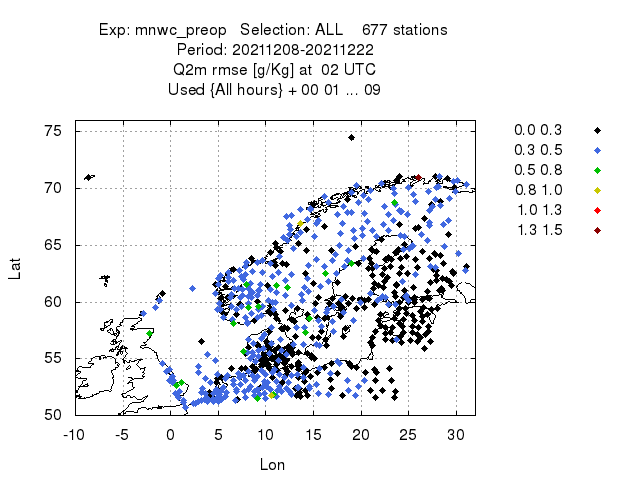 Exp: mnwc_preop   Selection: ALL    677 stations
Period: 20211208-20211222
Q2m rmse [g/Kg] at  02 UTC
Used {All hours} + 00 01 ... 09
0.0 0.3
0.3 0.5
0.5 0.8
0.8 1.0
1.0 1.3
1.3 1.5
75
70
65
60
55
50
Lat
-10 -5 0 5 10 15 20 25 30
Lon